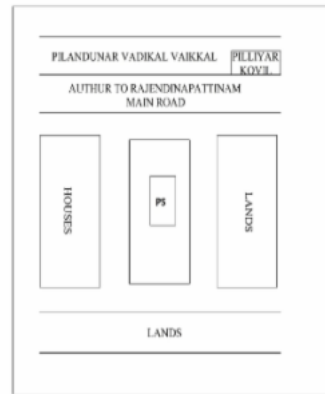 PILANDUNAR VADIKAL VAIKKAL
PILLIYAR
KOVIL
AUTHUR TO RAJENDINAPATTINAM
MAIN ROAD
HOUSES
PS
LANDS
LANDS